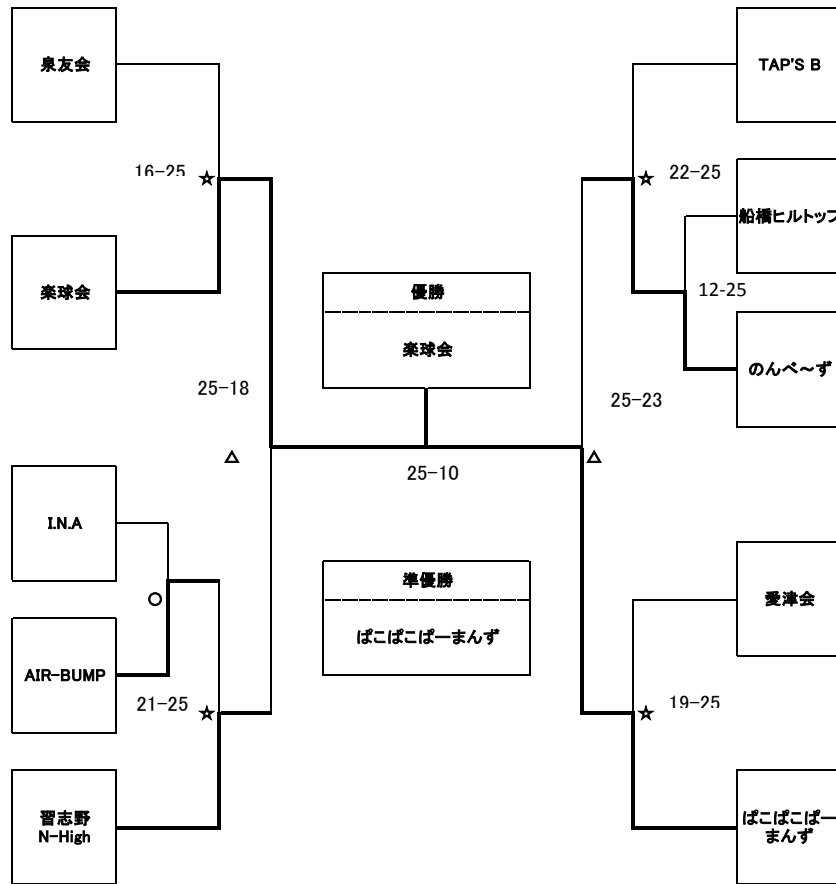 泉友会
TAP'S B
16-25
☆
☆
22-25
船橋ヒルトップ
楽球会
優勝
楽球会
12-25
のんべ~ず
25-18
25-23
△
25-10
△
I.N.A
○
準優勝
ぱこぱこぱーまんず
愛津会
AIR-BUMP
21-25
☆
☆
19-25
習志野
N-High
ぱこぱこぱー
まんず